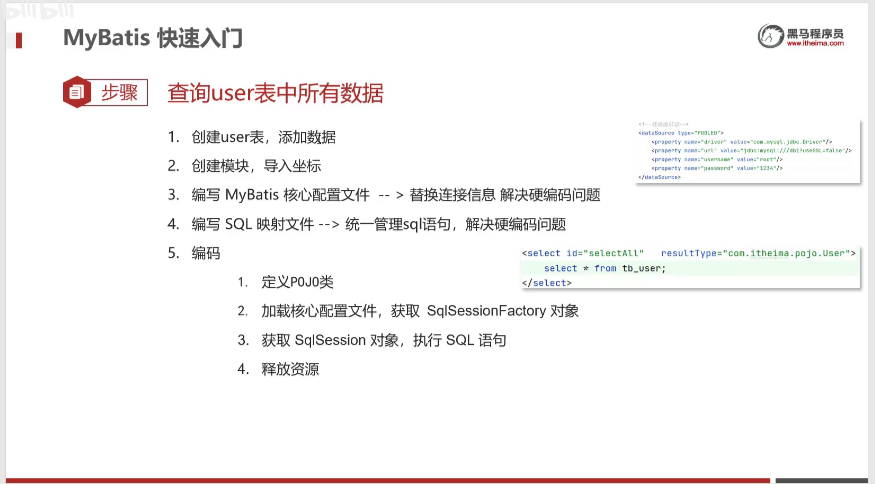 bilibili
MyBatis 快速入门
黑马程序员
www.itheima.com
步骤
查询user表中所有数据
1. 创建user表，添加数据
2. 创建模块，导入坐标
3. 编写 MyBatis 核心配置文件 -- > 替换连接信息 解决硬编码问题
4. 编写 SQL 映射文件 --> 统一管理sql语句，解决硬编码问题
5. 编码
1. 定义POJO类
2. 加载核心配置文件，获取 SqlSessionFactory 对象
3. 获取 SqlSession 对象，执行 SQL 语句
4. 释放资源
<dataSource type="POOLED">
<property name="driver" value="com.mysql.jdbc.Driver"/>
<property name="url" value="jdbc:mysql:///db1?useSSL=false"/>
<property name="username" value="root"/>
<property name="password" value="1234"/>
</dataSource>
<select id="selectAll" resultType="com.itheima.pojo.User">
select * from tb_user;
</select>